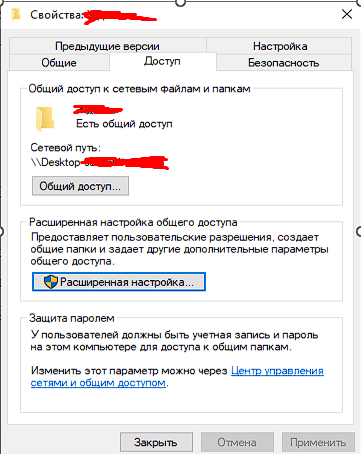 Свойства:
Предыдущие версии
Настройка
Общие
Доступ
Безопасность
Общий доступ к сетевым файлам и папкам
Есть общий доступ
Сетевой путь:
\\Desktop-
Общий доступ...
Расширенная настройка общего доступа
Предоставляет пользовательские разрешения, создает
общие папки и задает другие дополнительные параметры
общего доступа.
Расширенная настройка...
Защита паролем
У пользователей должны быть учетная запись и пароль
на этом компьютере для доступа к общим папкам.
Изменить этот параметр можно через Центр управления
сетями и общим доступом.
Закрыть
Отмена
Применить